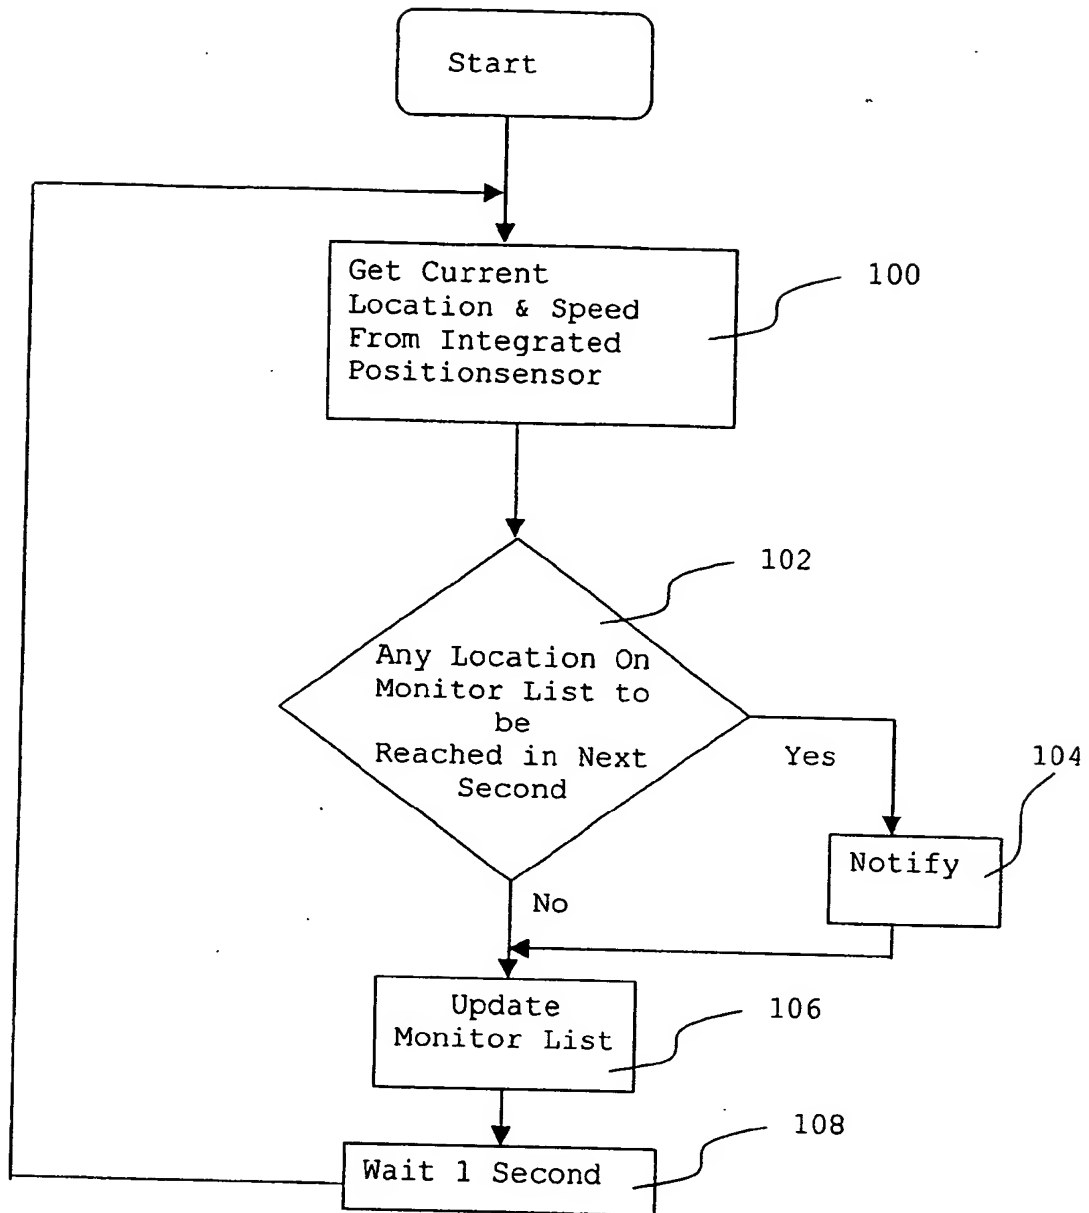 Start
Get Current
Location & Speed
From Integrated
Positionsensor
100
102
Any Location On
Monitor List to
be
Reached in Next
Second
Yes
104
Notify
No
Update
Monitor List
106
108
Wait 1 Second